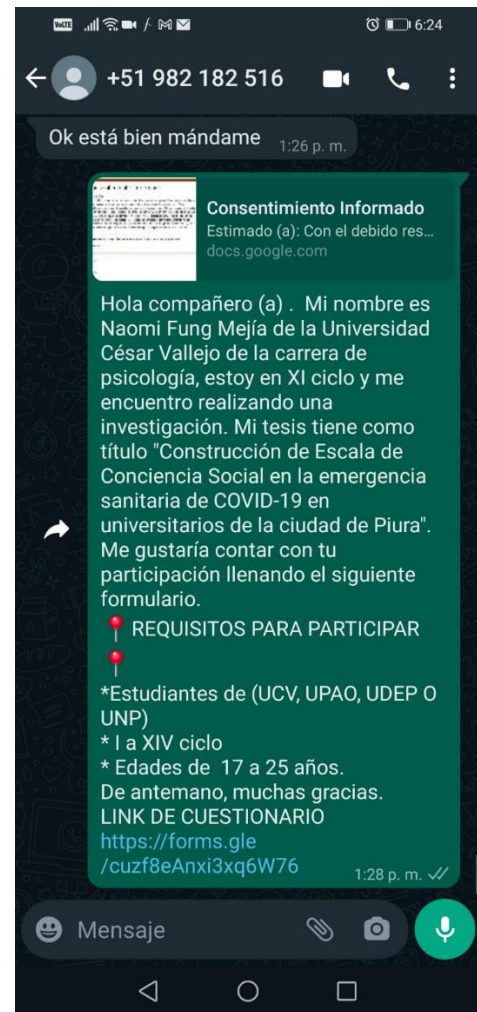 VoLTE 6:24
+51 982 182 516
Ok está bien mándame 1:26 p. m.
Consentimiento Informado
Estimado (a): Con el debido res...
docs.google.com
Hola compañero (a) . Mi nombre es
Naomi Fung Mejía de la Universidad
César Vallejo de la carrera de
psicología, estoy en XI ciclo y me
encuentro realizando una
investigación. Mi tesis tiene como
título "Construcción de Escala de
Conciencia Social en la emergencia
sanitaria de COVID-19 en
universitarios de la ciudad de Piura".
Me gustaría contar con tu
participación llenando el siguiente
formulario.
📍 REQUISITOS PARA PARTICIPAR
📍
*Estudiantes de (UCV, UPAO, UDEP O
UNP)
* I a XIV ciclo
* Edades de 17 a 25 años.
De antemano, muchas gracias.
LINK DE CUESTIONARIO
https://forms.gle
/cuzf8eAnxi3xq6W76 1:28 p. m.
Mensaje